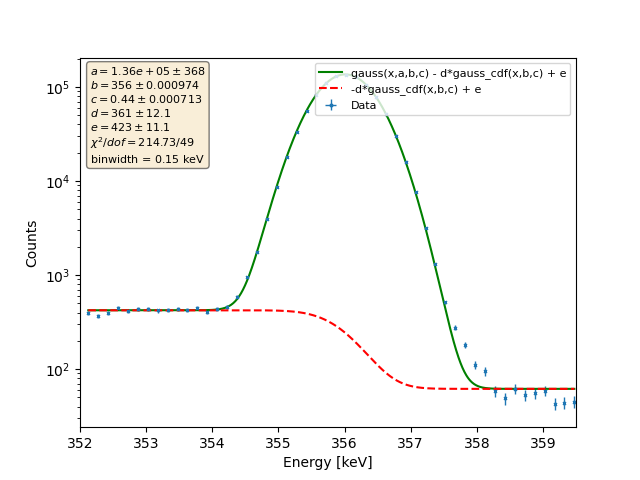 a = 1.36e + 05 ± 368
b = 356 ± 0.000974
c = 0.44 ± 0.000713
d = 361 ± 12.1
e = 423 ± 11.1
χ²/dof = 214.73/49
binwidth = 0.15 keV
gauss(x,a,b,c) - d*gauss_cdf(x,b,c) + e
-d*gauss_cdf(x,b,c) + e
Data
10⁵
10⁴
10³
10²
Counts
352 353 354 355 356 357 358 359
Energy [keV]